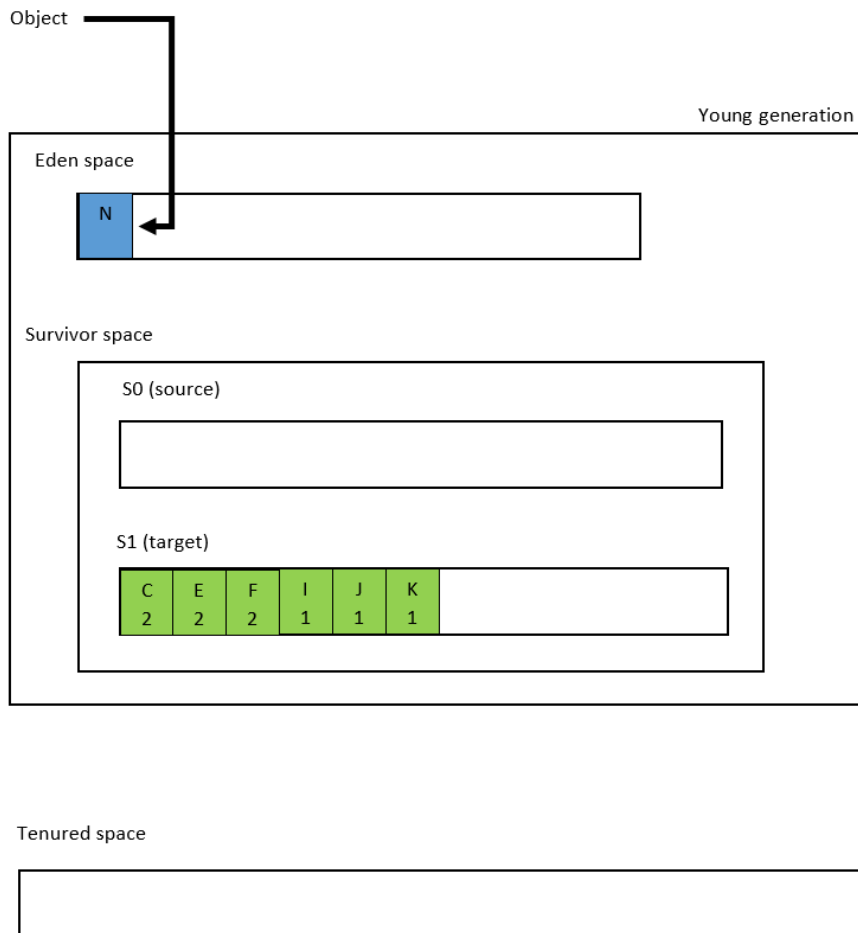 Object
Young generation
Eden space
N
Survivor space
S0 (source)
S1 (target)
C E F I J K
2 2 2 1 1 1
Tenured space